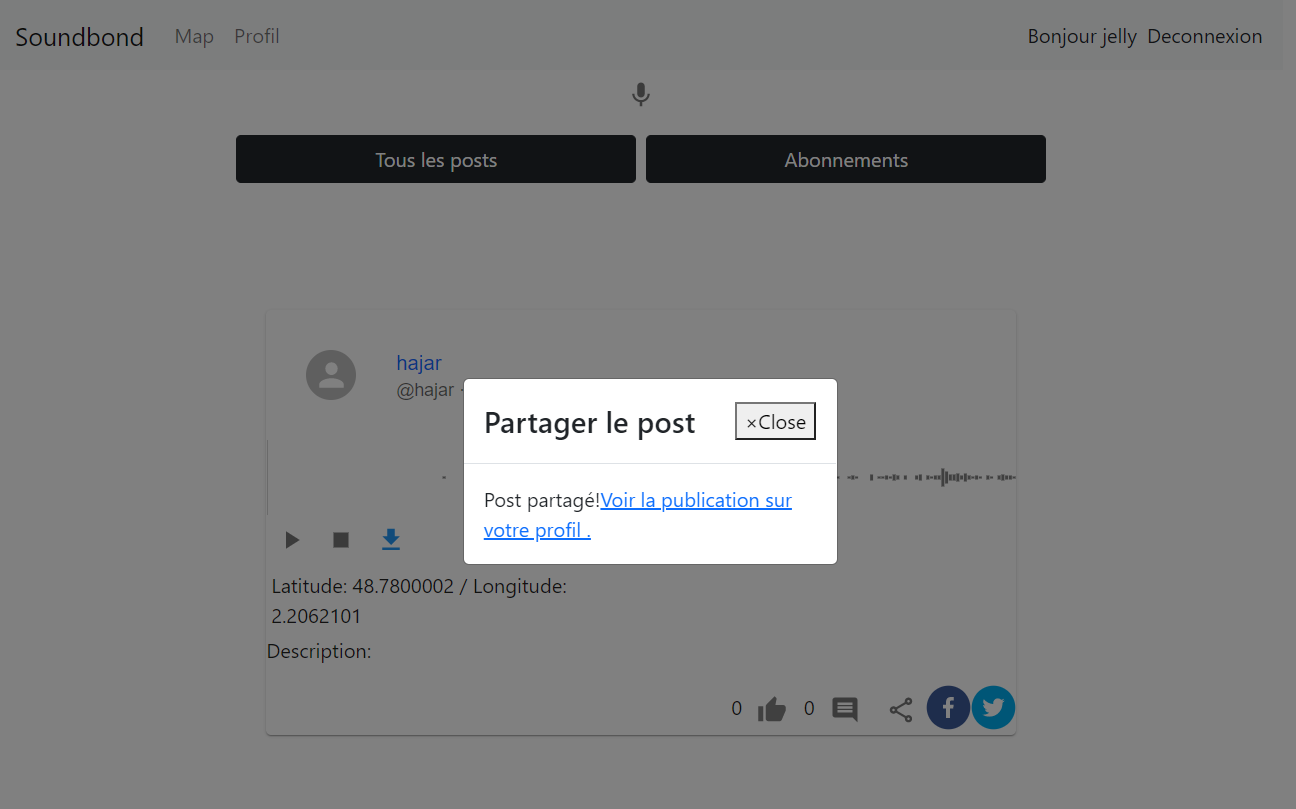 Soundbond Map Profil Bonjour jelly Deconnexion
Tous les posts Abonnements
hajar
@hajar
Partager le post ×Close
Post partagé!Voir la publication sur
votre profil .
Latitude: 48.7800002 / Longitude:
2.2062101
Description:
0 0